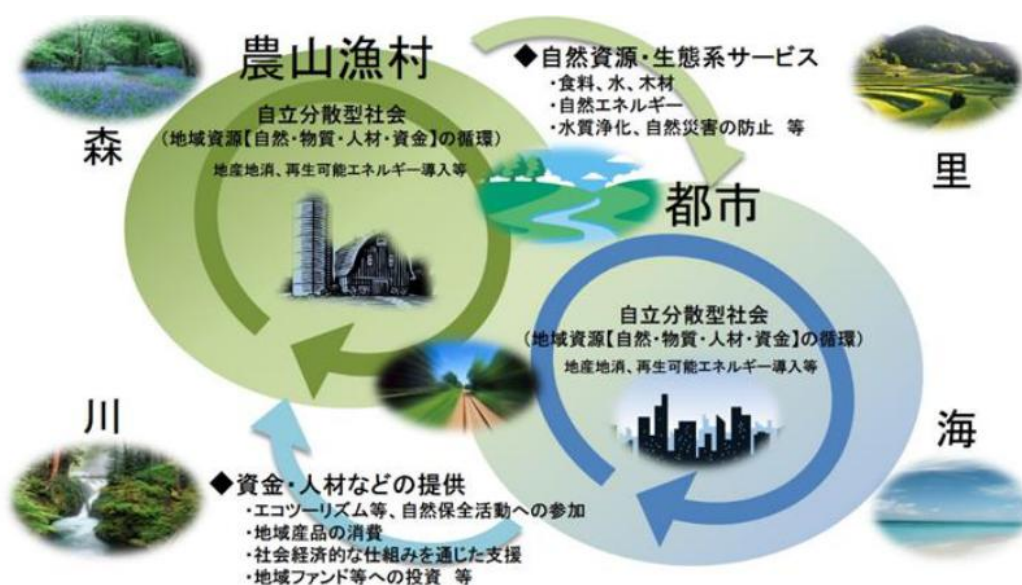 農山漁村
森
自立分散型社会
(地域資源【自然・物質・人材・資金】の循環)
地産地消、再生可能エネルギー導入等
◆自然資源・生態系サービス
・食料、水、木材
・自然エネルギー
・水質浄化、自然災害の防止 等
里
都市
自立分散型社会
(地域資源【自然・物質・人材・資金】の循環)
地産地消、再生可能エネルギー導入等
川
海
◆資金・人材などの提供
・エコツーリズム等、自然保全活動への参加
・地域産品の消費
・社会経済的な仕組みを通じた支援
・地域ファンド等への投資 等